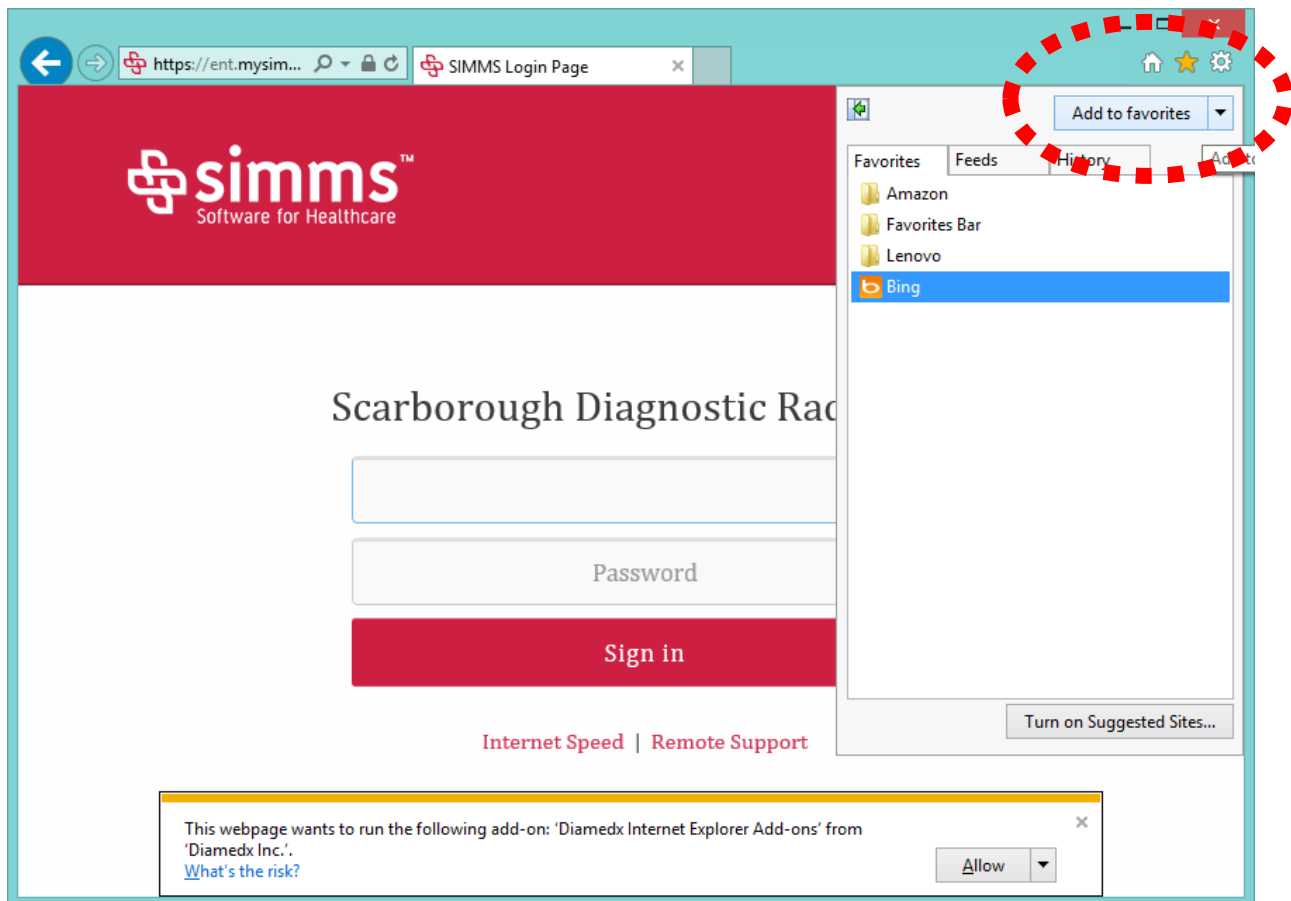 https://ent.mysim...
SIMMS Login Page
Add to favorites
Favorites
Feeds
History
Amazon
Favorites Bar
Lenovo
Bing
simms™
Software for Healthcare
Scarborough Diagnostic
Password
Sign in
Internet Speed | Remote Support
Turn on Suggested Sites...
This webpage wants to run the following add-on: 'Diamedx Internet Explorer Add-ons' from
'Diamedx Inc.'.
What's the risk?
Allow